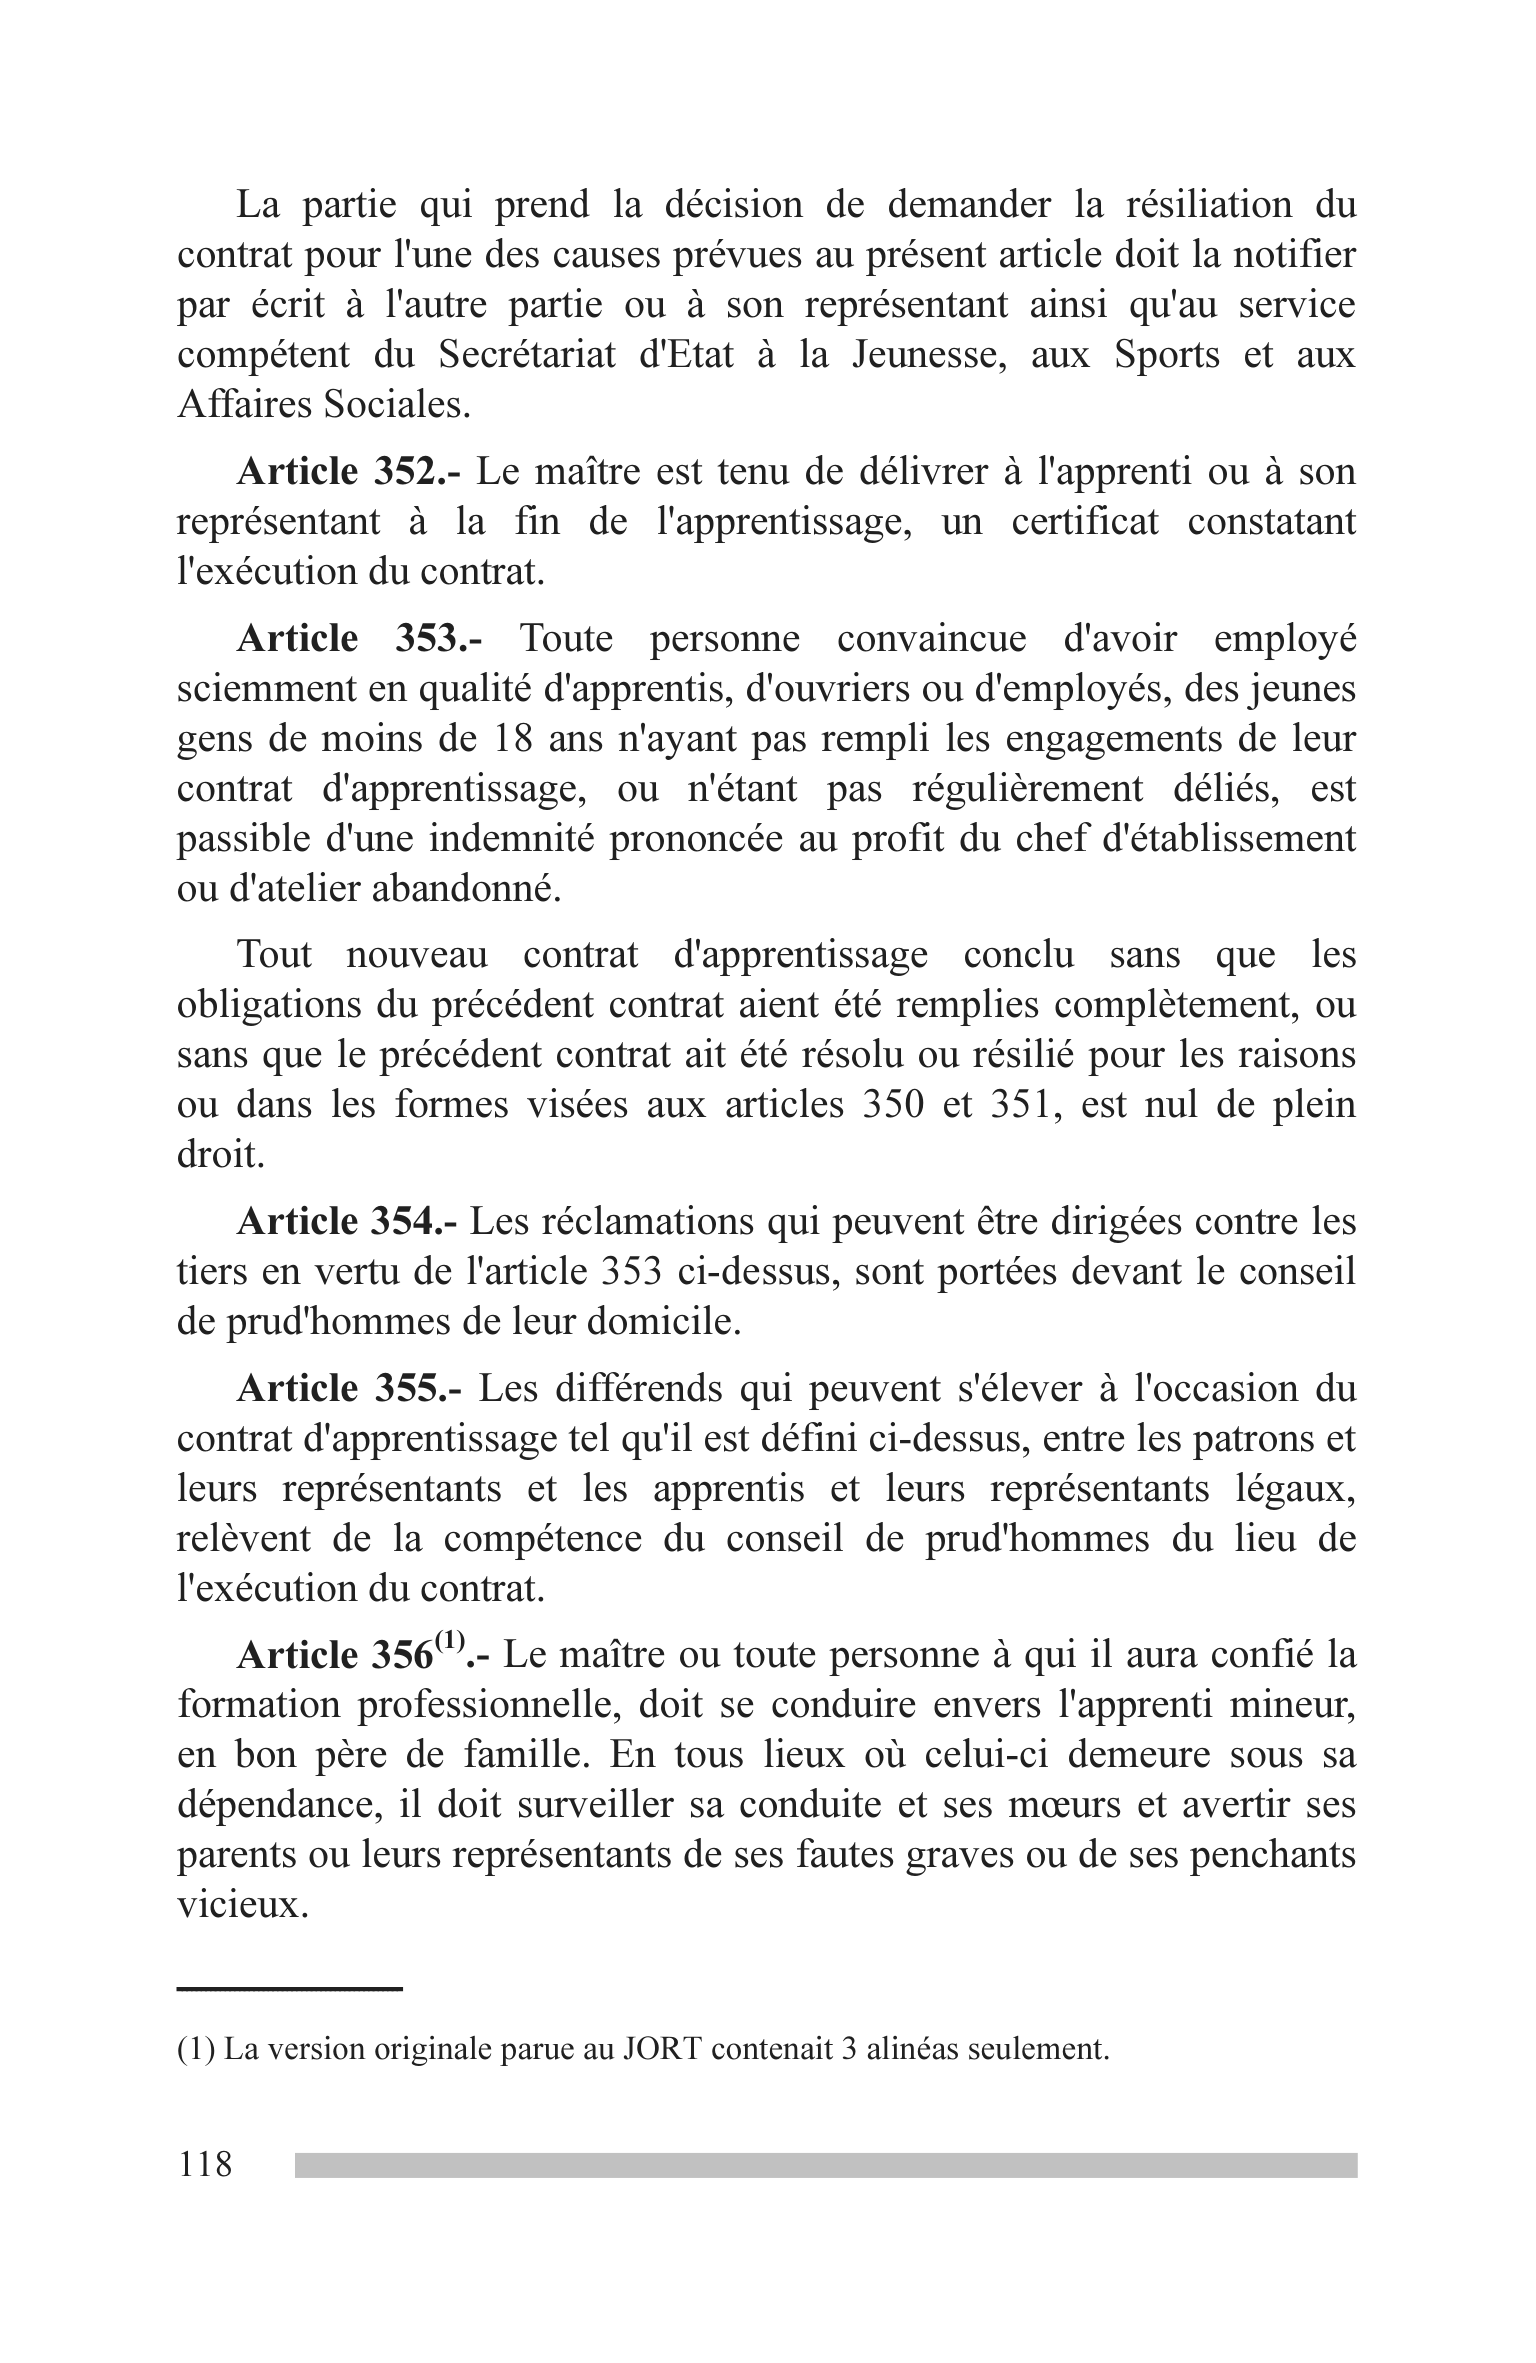 La partie qui prend la décision de demander la résiliation du
contrat pour l'une des causes prévues au présent article doit la notifier
par écrit à l'autre partie ou à son représentant ainsi qu'au service
compétent du Secrétariat d'Etat à la Jeunesse, aux Sports et aux
Affaires Sociales.
Article 352.- Le maître est tenu de délivrer à l'apprenti ou à son
représentant à la fin de l'apprentissage, un certificat constatant
l'exécution du contrat.
Article 353.- Toute personne convaincue d'avoir employé
sciemment en qualité d'apprentis, d'ouvriers ou d'employés, des jeunes
gens de moins de 18 ans n'ayant pas rempli les engagements de leur
contrat d'apprentissage, ou n'étant pas régulièrement déliés, est
passible d'une indemnité prononcée au profit du chef d'établissement
ou d'atelier abandonné.
Tout nouveau contrat d'apprentissage conclu sans que les
obligations du précédent contrat aient été remplies complètement, ou
sans que le précédent contrat ait été résolu ou résilié pour les raisons
ou dans les formes visées aux articles 350 et 351, est nul de plein
droit.
Article 354.- Les réclamations qui peuvent être dirigées contre les
tiers en vertu de l'article 353 ci-dessus, sont portées devant le conseil
de prud'hommes de leur domicile.
Article 355.- Les différends qui peuvent s'élever à l'occasion du
contrat d'apprentissage tel qu'il est défini ci-dessus, entre les patrons et
leurs représentants et les apprentis et leurs représentants légaux,
relèvent de la compétence du conseil de prud'hommes du lieu de
l'exécution du contrat.
Article 356(1).- Le maître ou toute personne à qui il aura confié la
formation professionnelle, doit se conduire envers l'apprenti mineur,
en bon père de famille. En tous lieux où celui-ci demeure sous sa
dépendance, il doit surveiller sa conduite et ses mœurs et avertir ses
parents ou leurs représentants de ses fautes graves ou de ses penchants
vicieux.
(1) La version originale parue au JORT contenait 3 alinéas seulement.
118